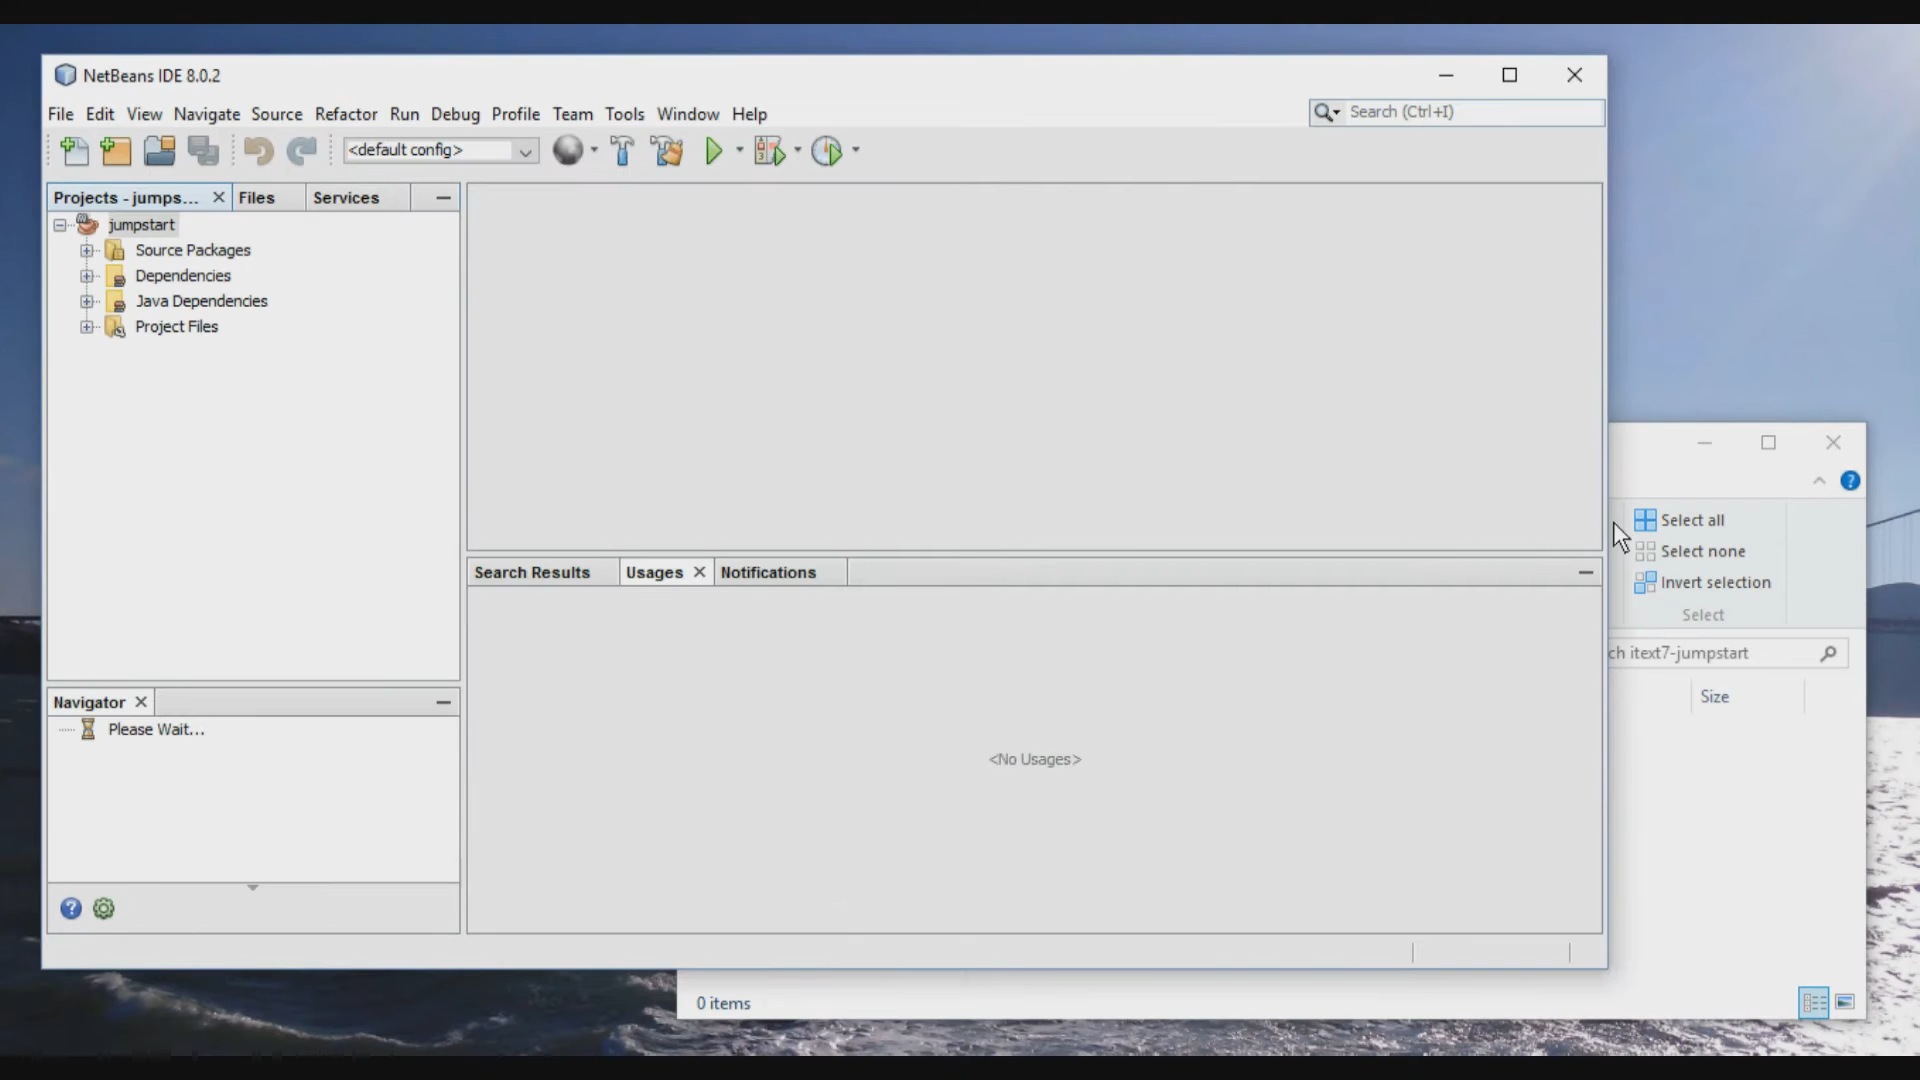 NetBeans IDE 8.0.2
File Edit View Navigate Source Refactor Run Debug Profile Team Tools Window Help
Search (Ctrl+I)
<default config>
Projects - jumps... Files Services
jumpstart
Source Packages
Dependencies
Java Dependencies
Project Files
Navigator
Please Wait...
Search Results Usages Notifications
<No Usages>
Select all
Select none
Invert selection
Select
ch itext7-jumpstart
Size
0 items